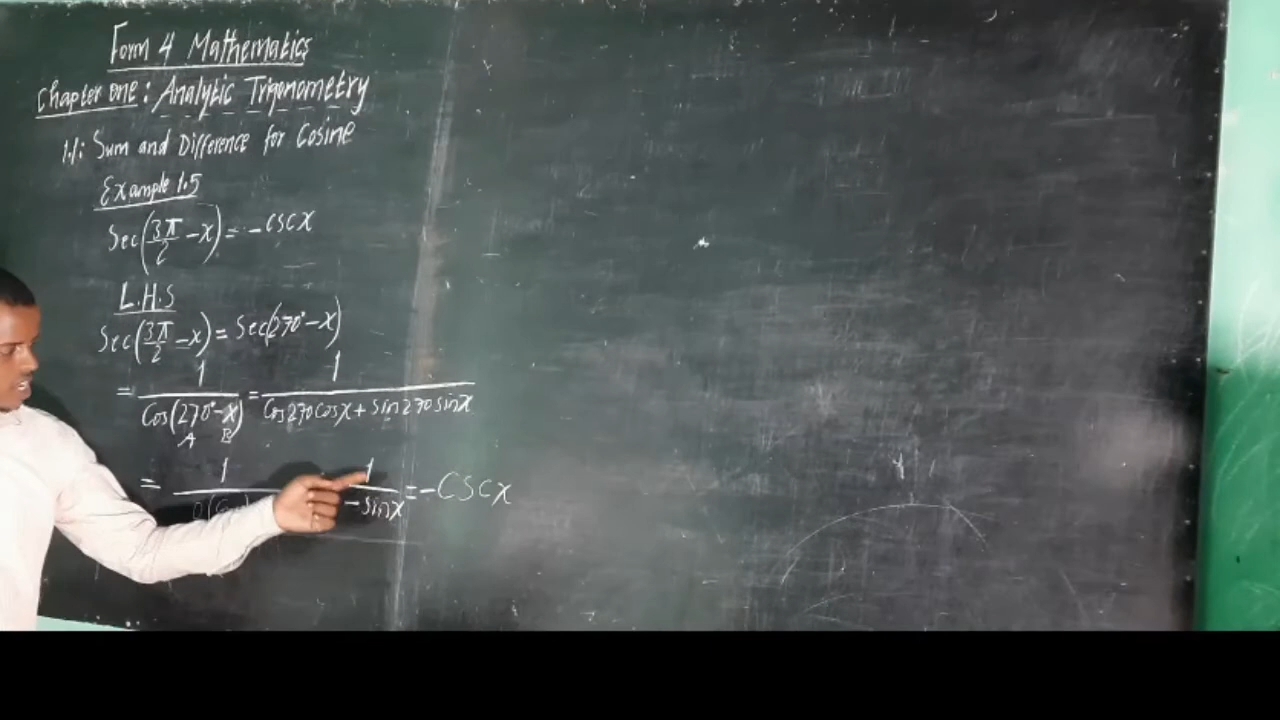 Form 4 Mathematics
Chapter one: Analytic Trigonometry
1.1: Sum and Difference for Cosine
Example 1.5
Sec(3π/2 - x) = -cscx
L.H.S
Sec(3π/2 - x) = Sec(270° - x)
= 1/Cos(270° - x) = 1/Cos270cosx + sin270sinx
A B
= 1/ 1/-sinx = -CSCx